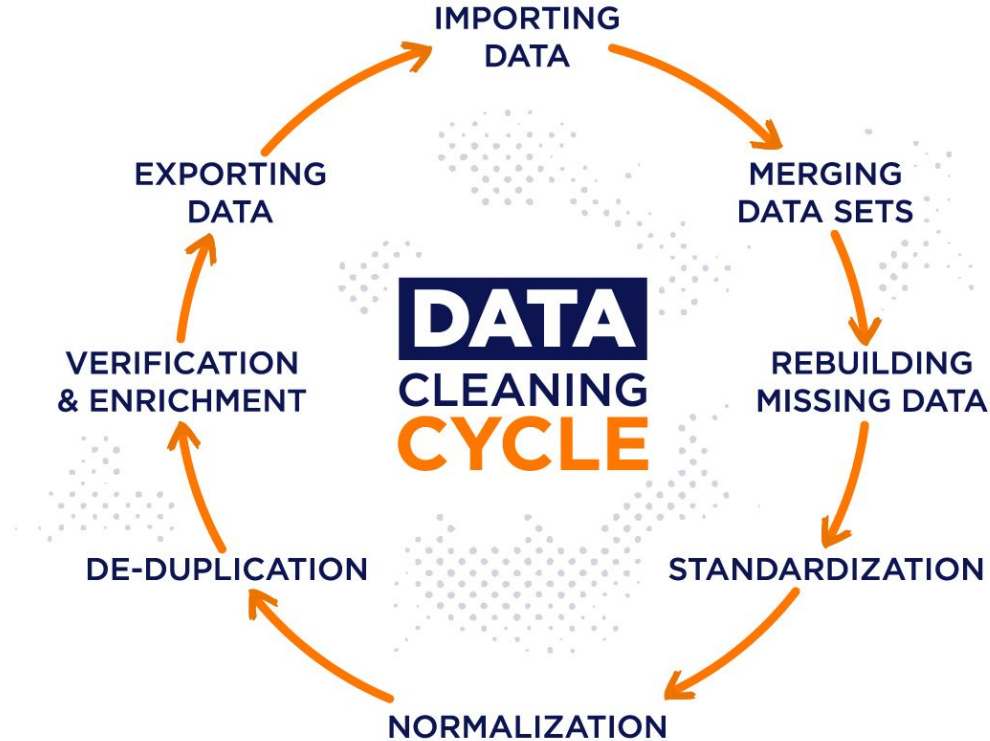 IMPORTING
DATA
MERGING
DATA SETS
REBUILDING
MISSING DATA
STANDARDIZATION
NORMALIZATION
DE-DUPLICATION
VERIFICATION
& ENRICHMENT
EXPORTING
DATA
DATA
CLEANING
CYCLE